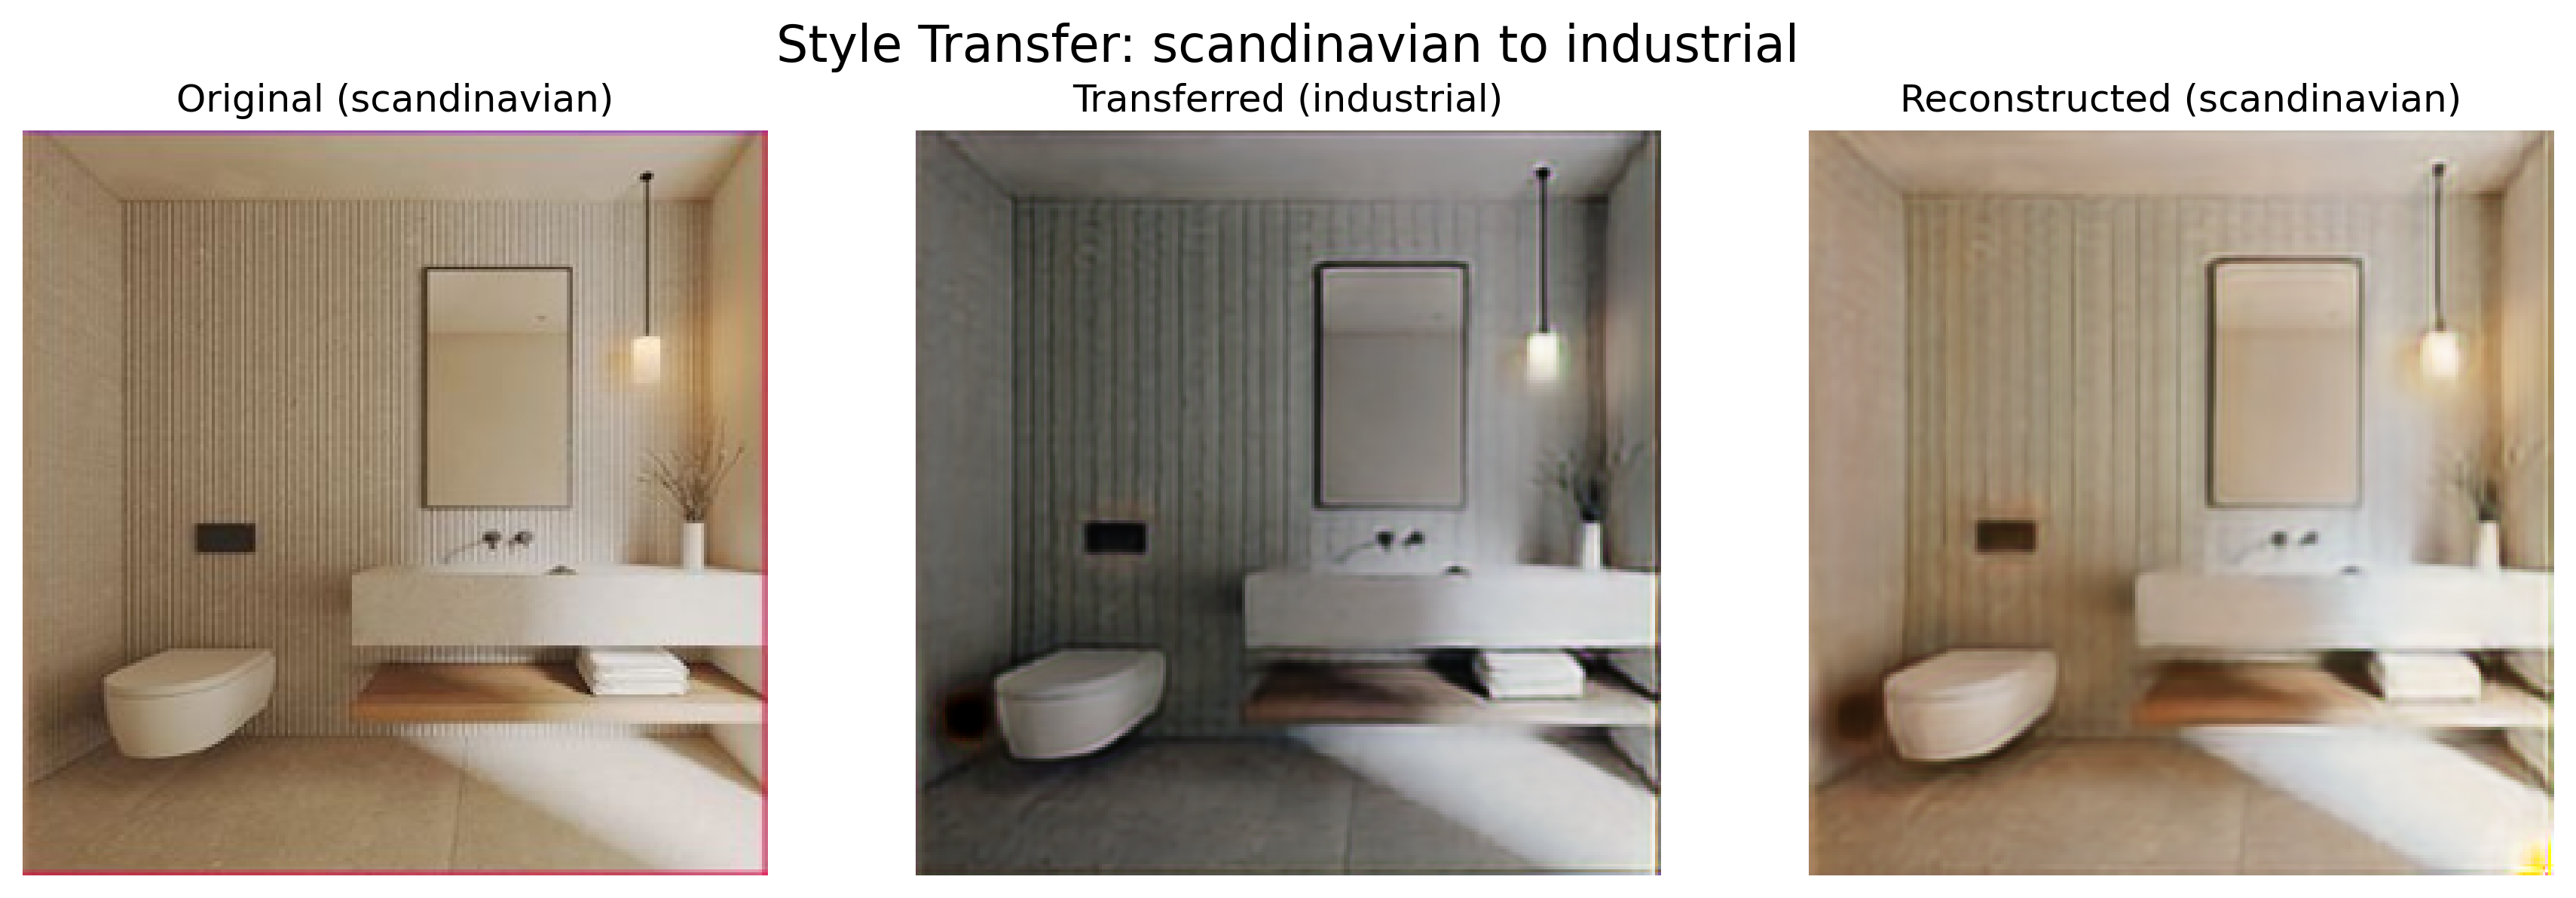 Style Transfer: scandinavian to industrial
Original (scandinavian)
Transferred (industrial)
Reconstructed (scandinavian)